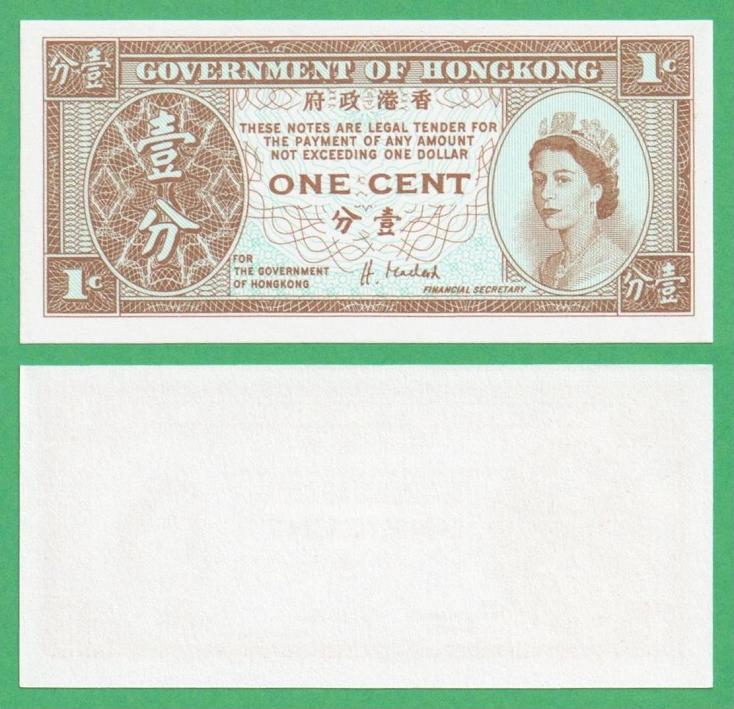 分壹
GOVERNMENT OF HONGKONG
1C
府政港香
THESE NOTES ARE LEGAL TENDER FOR
THE PAYMENT OF ANY AMOUNT
NOT EXCEEDING ONE DOLLAR
壹
分
ONE CENT
分壹
FOR
THE GOVERNMENT
OF HONGKONG
FINANCIAL SECRETARY
1C
分壹